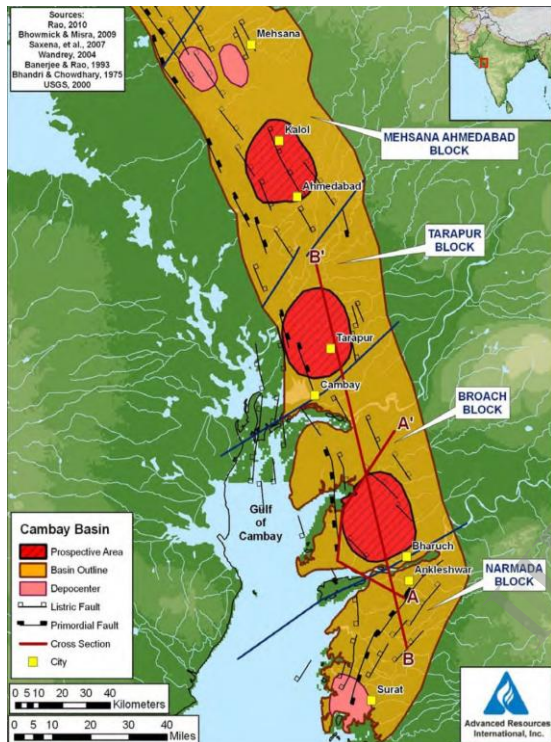 Sources:
Rao, 2010
Bhowmick & Misra, 2009
Saxena, et al., 2007
Wandrey, 2004
Banerjee & Rao, 1993
Bhandri & Chowdhary, 1975
USGS, 2000
Mehsana
Kalol
MEHSANA AHMEDABAD
BLOCK
Ahmedabad
TARAPUR
BLOCK
B'
Tarapur
Cambay
BROACH
BLOCK
A'
Gulf
of
Cambay
Bharuch
Ankleshwar
NARMADA
BLOCK
A
B
Surat
Cambay Basin
Prospective Area
Basin Outline
Depocenter
Listric Fault
Primordial Fault
Cross Section
City
0 5 10 20 30 40
Kilometers
0 5 10 20 30 40
Miles
Advanced Resources
International, Inc.